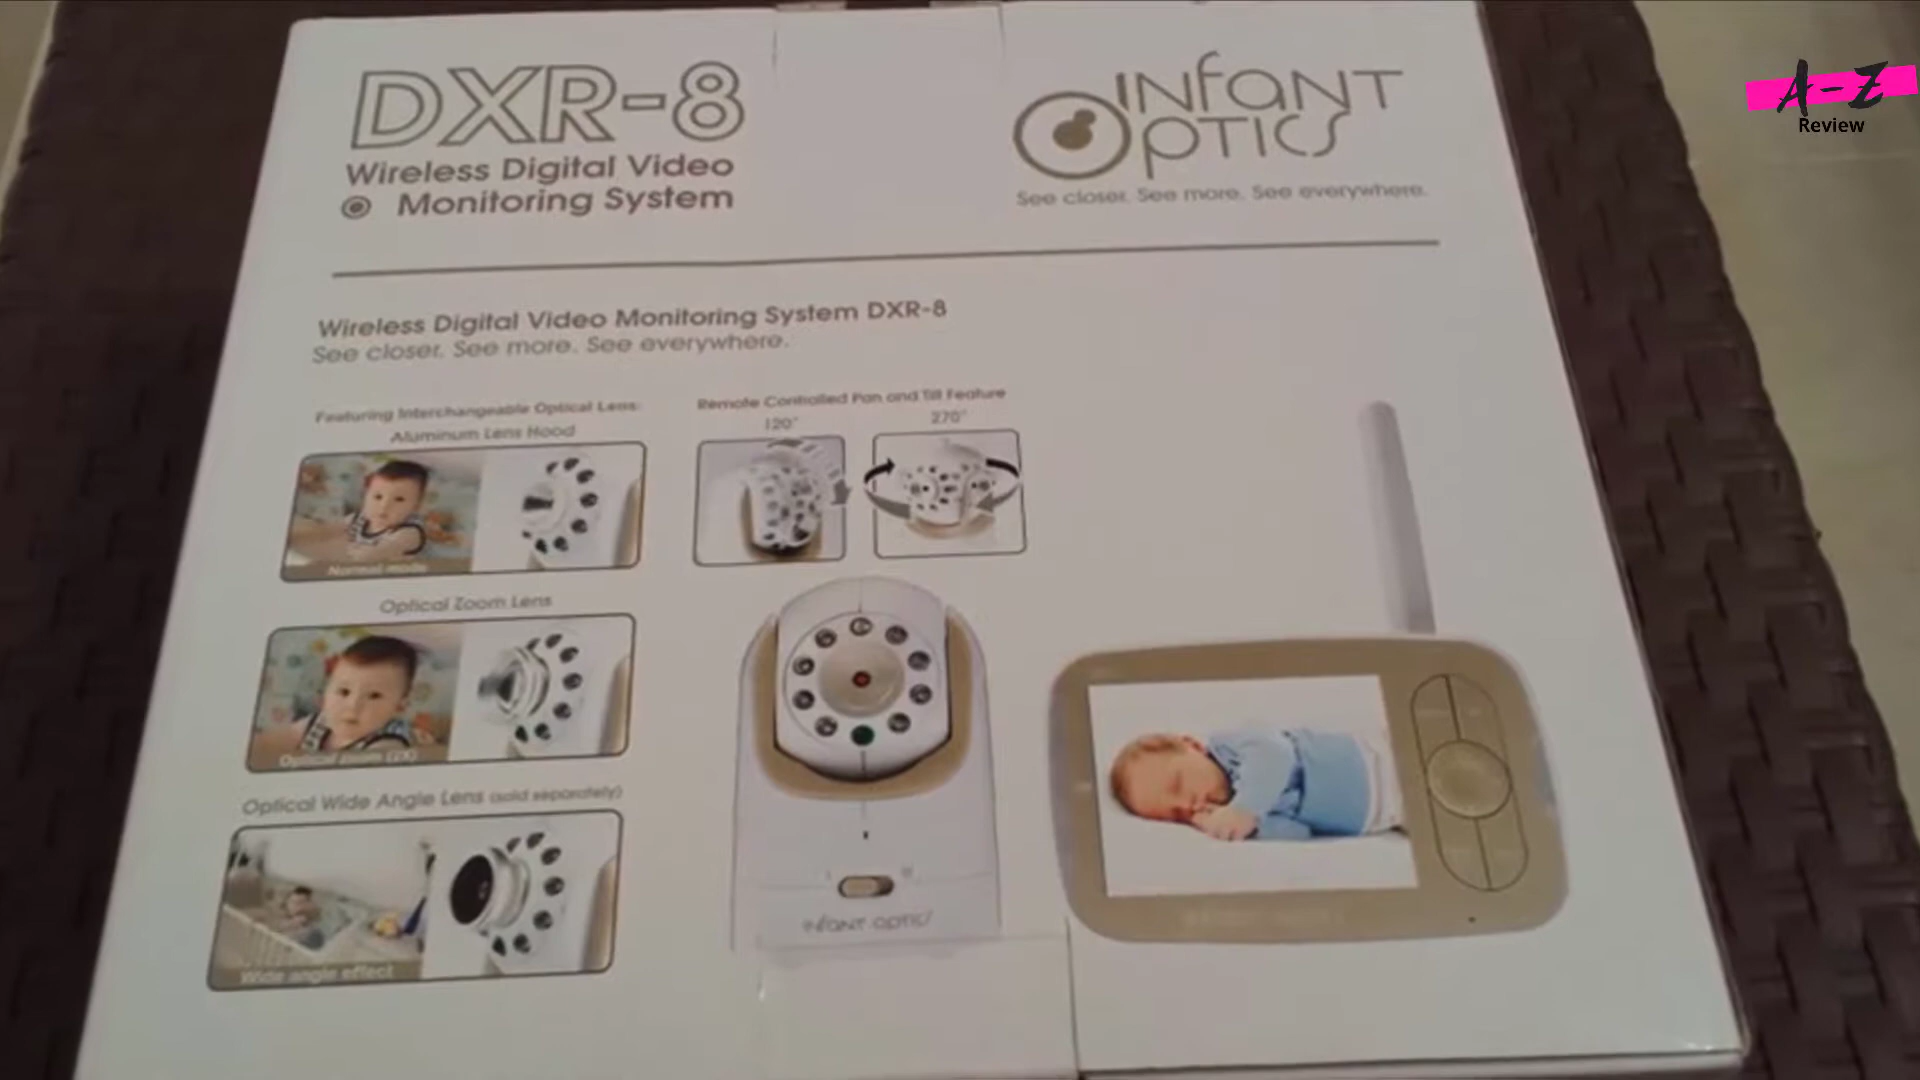 DXR-8
Wireless Digital Video
Monitoring System
INFANT
OPTICS
See closer. See more. See everywhere.
A-Z
Review
Wireless Digital Video Monitoring System DXR-8
See closer. See more. See everywhere.
Featuring Interchangeable Optical Lens:
Aluminum Lens Hood
Normal mode
Remote Controlled Pan and Tilt Feature
120°
270°
Optical Zoom Lens
Optical zoom (2X)
Optical Wide Angle Lens (sold separately)
Wide angle effect
INFANT OPTICS